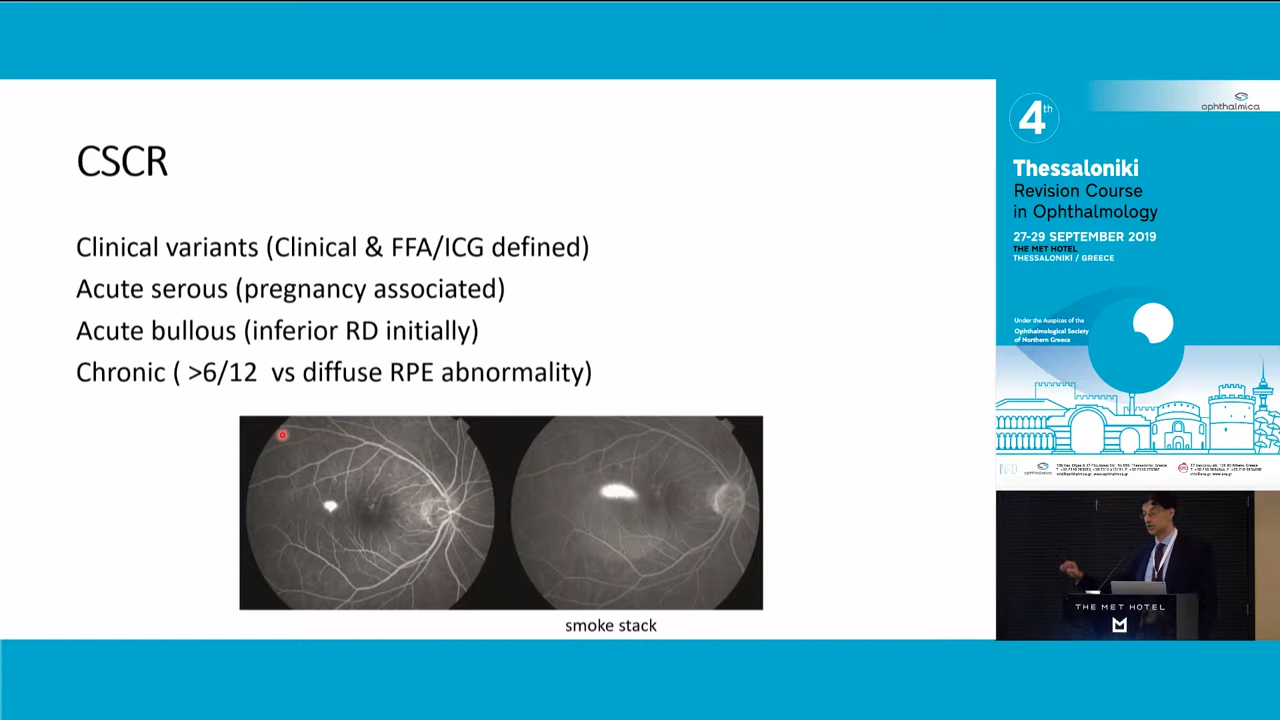 CSCR
Clinical variants (Clinical & FFA/ICG defined)
Acute serous (pregnancy associated)
Acute bullous (inferior RD initially)
Chronic ( >6/12 vs diffuse RPE abnormality)
smoke stack
ophthalmica
4th
Thessaloniki
Revision Course
in Ophthalmology
27-29 SEPTEMBER 2019
THE MET HOTEL
THESSALONIKI / GREECE
Under the Auspices of the
Ophthalmological Society
of Northern Greece
INFO
THE MET HOTEL
M